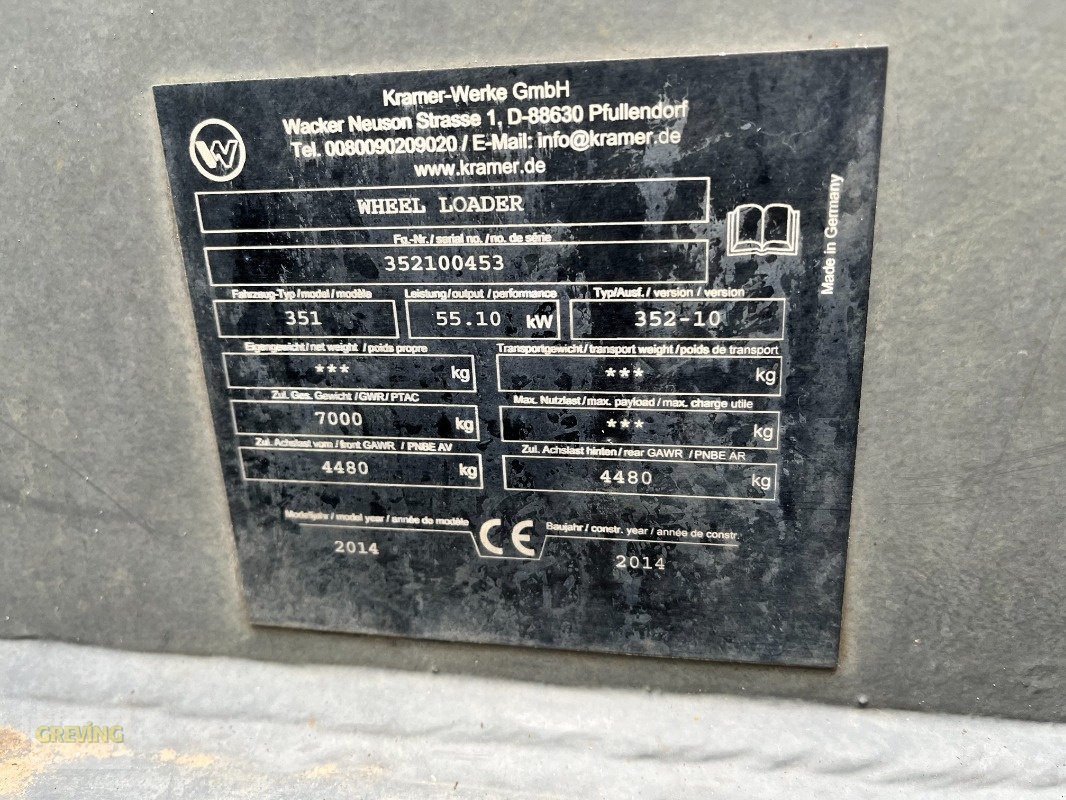 Kramer-Werke GmbH
Wacker Neuson Strasse 1, D-88630 Pfullendorf
Tel. 0080090209020 / E-Mail: info@kramer.de
www.kramer.de
W
WHEEL LOADER
Made in Germany
Fg.-Nr./ serial no. /no. de série
352100453
Fahrzeug-Typ /model / modèle
Leistung / output / performance
Typ/Ausf. / version / version
351
55.10 kW
352-10
Eigengewicht / net weight / poids propre
Transportgewicht / transport weight / poids de transport
*** kg
*** kg
Zul. Ges. Gewicht / GWR/ PTAC
Max. Nutzlast / max. payload / max. charge utile
7000 kg
*** kg
Zul. Achslast vorn / front GAWR / PNBE AV
Zul. Achslast hinten / rear GAWR / PNBE AR
4480 kg
4480 kg
Modelljahr / model year / année de modèle
CE
Baujahr / constr. year / année de constr.
2014
2014
GREVING